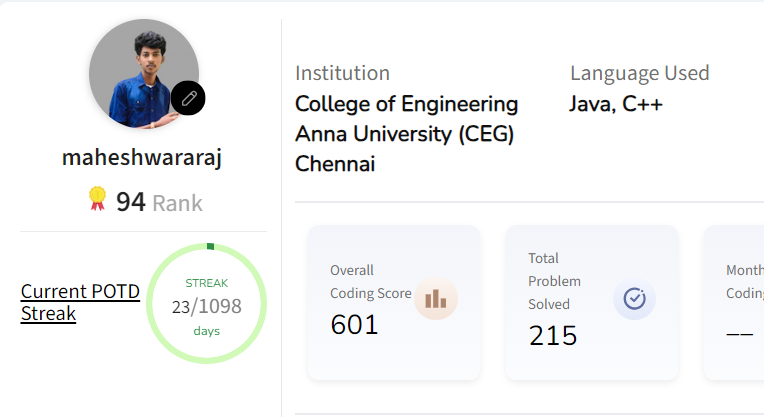 maheshwararaj
94 Rank
Current POTD
Streak
STREAK
23/1098
days
Institution
College of Engineering
Anna University (CEG)
Chennai
Language Used
Java, C++
Overall
Coding Score
601
Total
Problem
Solved
215
Month
Coding
__